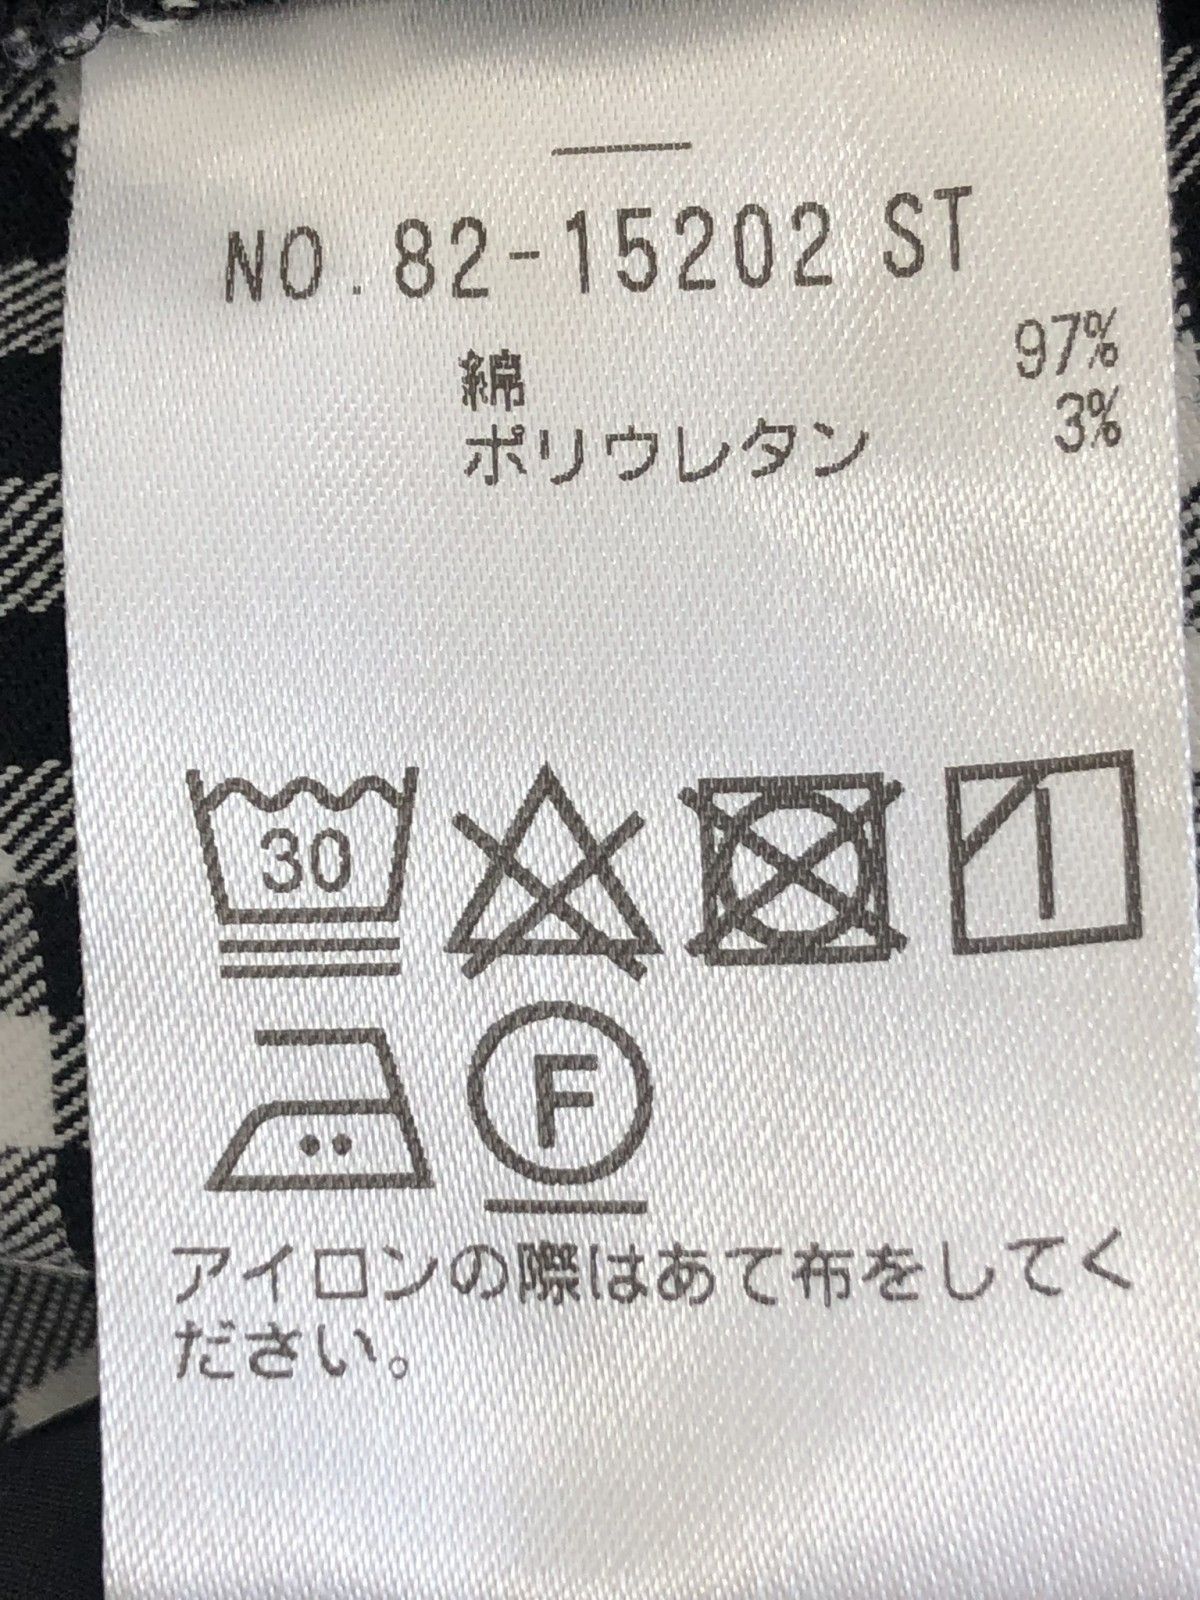 NO.82-15202 ST
綿 97%
ポリウレタン 3%
30
F
アイロンの際はあて布をしてく
ださい。